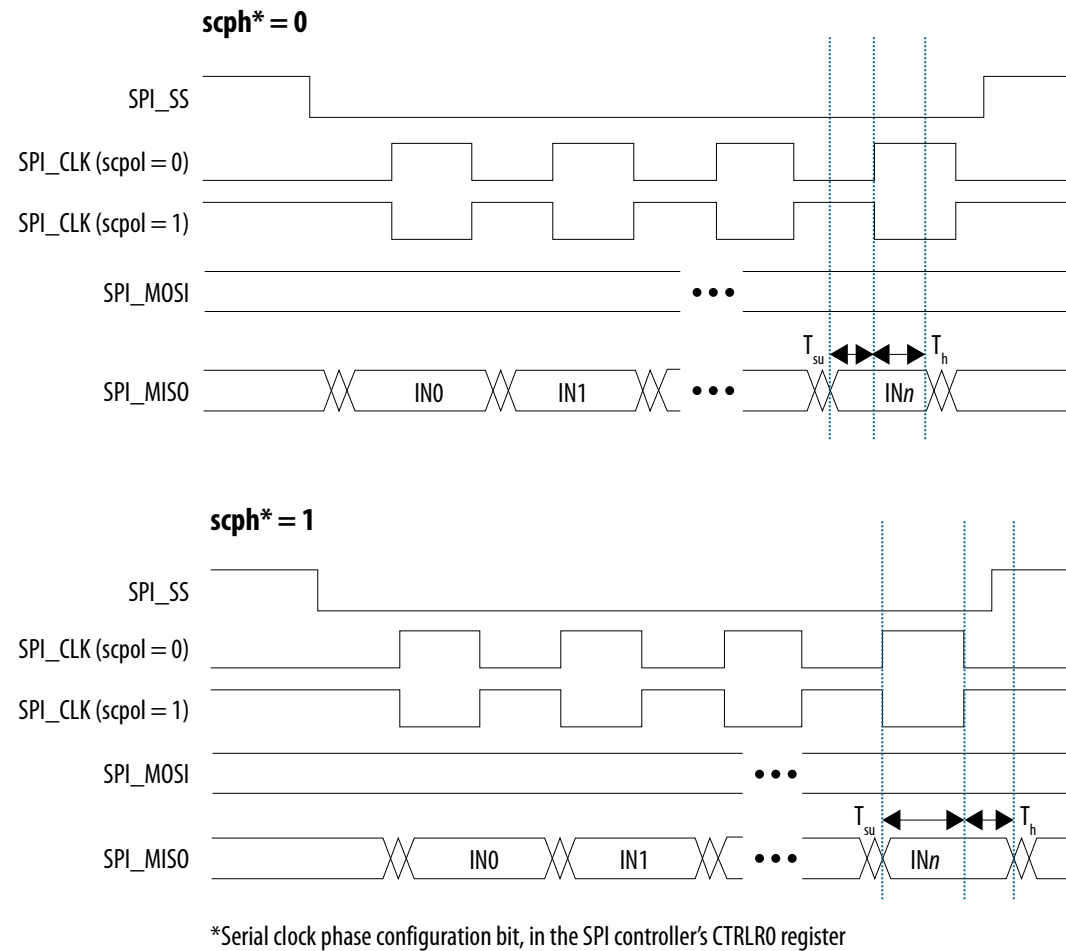 scph* = 0
SPI_SS
SPI_CLK (scpol = 0)
SPI_CLK (scpol = 1)
SPI_MOSI
•••
Tsu Th
SPI_MISO IN0 IN1 ••• INn
scph* = 1
SPI_SS
SPI_CLK (scpol = 0)
SPI_CLK (scpol = 1)
SPI_MOSI
•••
Tsu Th
SPI_MISO IN0 IN1 ••• INn
*Serial clock phase configuration bit, in the SPI controller's CTRLR0 register